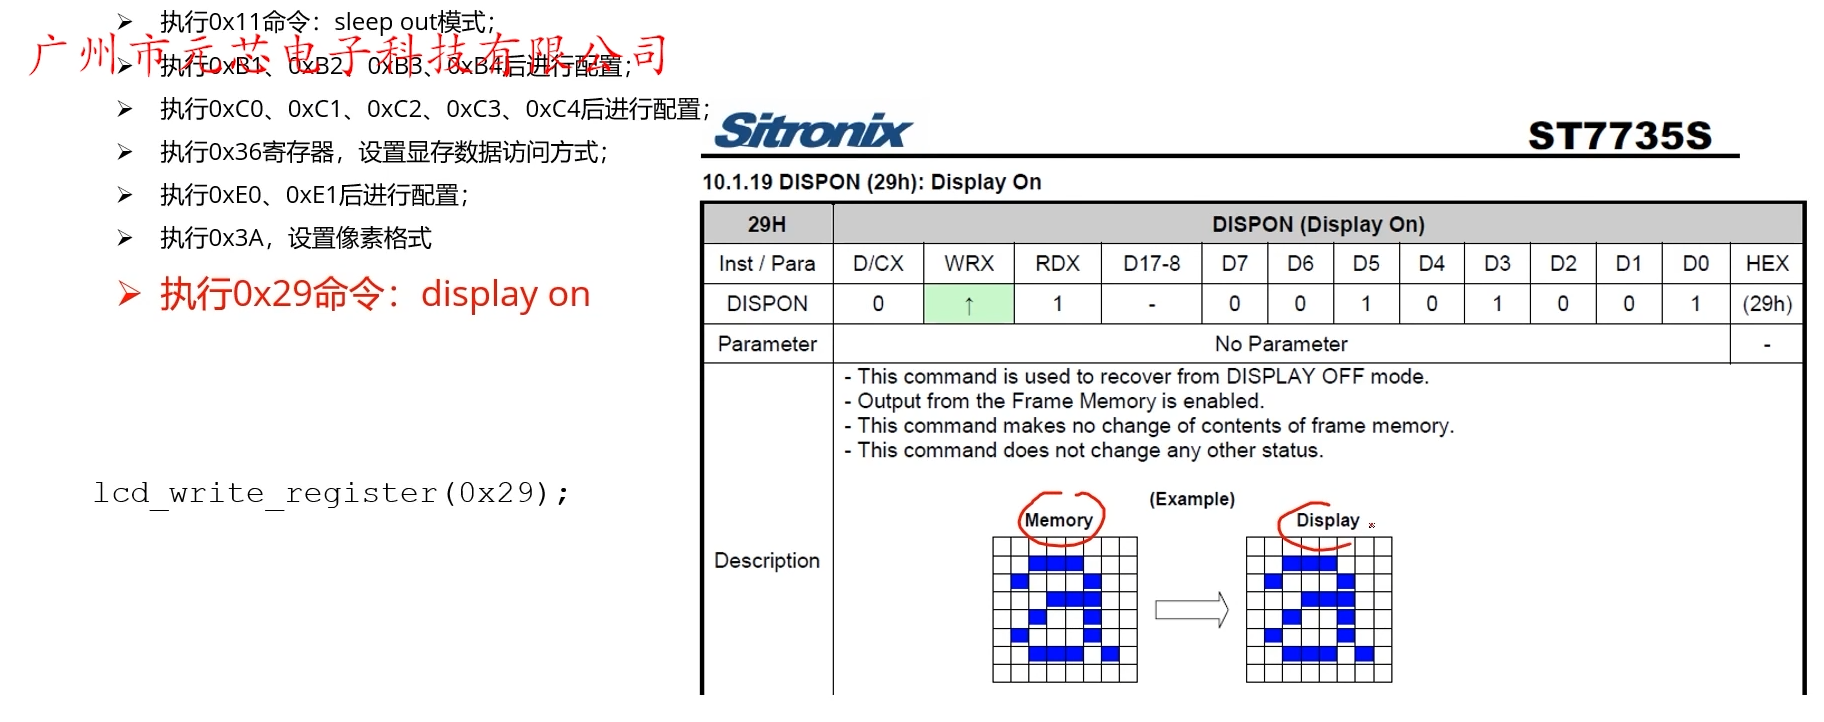 执行0x11命令：sleep out模式；
广州市元芯电子科技有限公司
执行0xB1、0xB2、0xB3、0xB4后进行配置；
执行0xC0、0xC1、0xC2、0xC3、0xC4后进行配置；
执行0x36寄存器，设置显存数据访问方式；
执行0xE0、0xE1后进行配置；
执行0x3A，设置像素格式
执行0x29命令：display on
lcd_write_register(0x29);
Sitronix ST7735S
10.1.19 DISPON (29h): Display On
29H DISPON (Display On)
Inst / Para D/CX WRX RDX D17-8 D7 D6 D5 D4 D3 D2 D1 D0 HEX
DISPON 0 ↑ 1 - 0 0 1 0 1 0 0 1 (29h)
Parameter No Parameter -
- This command is used to recover from DISPLAY OFF mode.
- Output from the Frame Memory is enabled.
- This command makes no change of contents of frame memory.
- This command does not change any other status.
(Example)
Memory Display
Description